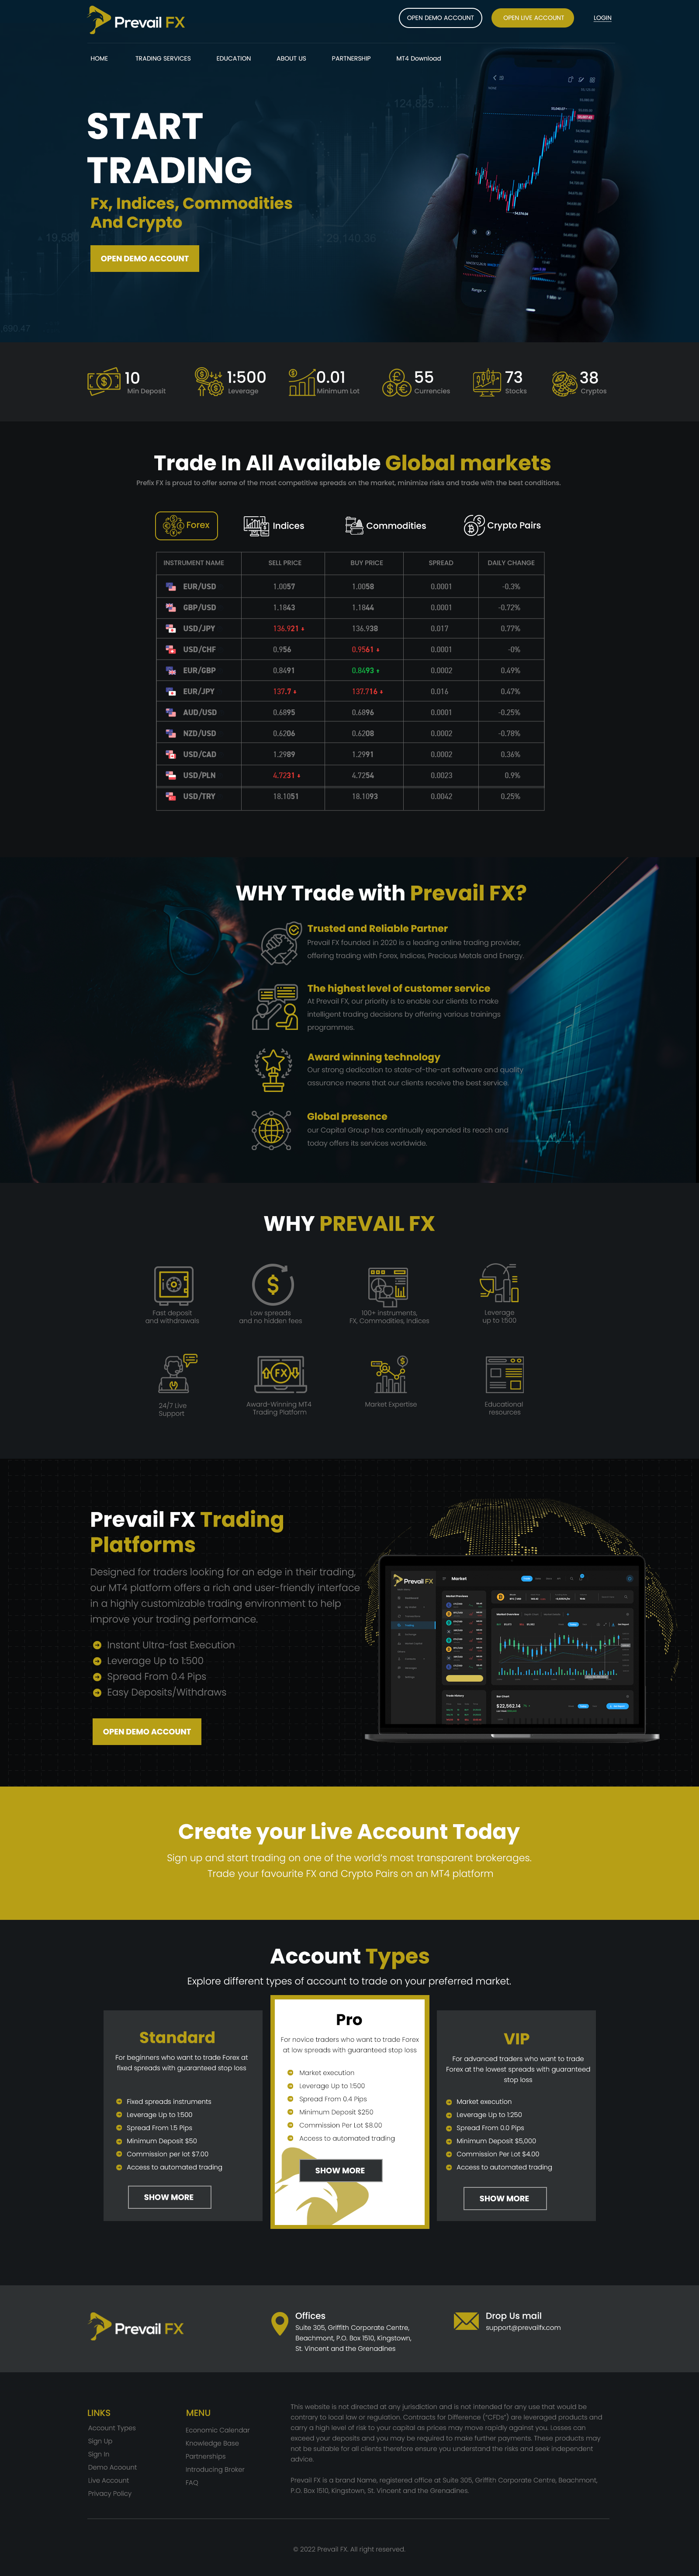 Prevail FX
OPEN DEMO ACCOUNT
OPEN LIVE ACCOUNT
LOGIN
HOME
TRADING SERVICES
EDUCATION
ABOUT US
PARTNERSHIP
MT4 Download
START
TRADING
Fx, Indices, Commodities
And Crypto
OPEN DEMO ACCOUNT
124,825
19,580
29,140.36
10
Min Deposit
1:500
Leverage
0.01
Minimum Lot
55
Currencies
73
Stocks
38
Cryptos
Trade In All Available Global markets
Prefix FX is proud to offer some of the most competitive spreads on the market, minimize risks and trade with the best conditions.
Forex
Indices
Commodities
Crypto Pairs
INSTRUMENT NAME SELL PRICE BUY PRICE SPREAD DAILY CHANGE
EUR/USD 1.0057 1.0058 0.0001 -0.3%
GBP/USD 1.1843 1.1844 0.0001 -0.72%
USD/JPY 136.921 136.938 0.017 0.77%
USD/CHF 0.956 0.9561 0.0001 -0%
EUR/GBP 0.8491 0.8493 0.0002 0.49%
EUR/JPY 137.7 137.716 0.016 0.47%
AUD/USD 0.6895 0.6896 0.0001 -0.25%
NZD/USD 0.6206 0.6208 0.0002 -0.78%
USD/CAD 1.2989 1.2991 0.0002 0.36%
USD/PLN 4.7231 4.7254 0.0023 0.9%
USD/TRY 18.1051 18.1093 0.0042 0.25%
WHY Trade with Prevail FX?
Trusted and Reliable Partner
Prevail FX founded in 2020 is a leading online trading provider,
offering trading with Forex, Indices, Precious Metals and Energy.
The highest level of customer service
At Prevail FX, our priority is to enable our clients to make
intelligent trading decisions by offering various trainings
programmes.
Award winning technology
Our strong dedication to state-of-the-art software and quality
assurance means that our clients receive the best service.
Global presence
our Capital Group has continually expanded its reach and
today offers its services worldwide.
WHY PREVAIL FX
Fast deposit
and withdrawals
Low spreads
and no hidden fees
100+ instruments,
FX, Commodities, Indices
Leverage
up to 1:500
24/7 Live
Support
Award-Winning MT4
Trading Platform
Market Expertise
Educational
resources
Prevail FX Trading
Platforms
Designed for traders looking for an edge in their trading,
our MT4 platform offers a rich and user-friendly interface
in a highly customizable trading environment to help
improve your trading performance.
Instant Ultra-fast Execution
Leverage Up to 1:500
Spread From 0.4 Pips
Easy Deposits/Withdraws
OPEN DEMO ACCOUNT
Prevail FX
Market
$22,562.14
Create your Live Account Today
Sign up and start trading on one of the world's most transparent brokerages.
Trade your favourite FX and Crypto Pairs on an MT4 platform
Account Types
Explore different types of account to trade on your preferred market.
Standard
For beginners who want to trade Forex at
fixed spreads with guaranteed stop loss
Fixed spreads instruments
Leverage Up to 1:500
Spread From 1.5 Pips
Minimum Deposit $50
Commission per lot $7.00
Access to automated trading
SHOW MORE
Pro
For novice traders who want to trade Forex
at low spreads with guaranteed stop loss
Market execution
Leverage Up to 1:500
Spread From 0.4 Pips
Minimum Deposit $250
Commission Per Lot $8.00
Access to automated trading
SHOW MORE
VIP
For advanced traders who want to trade
Forex at the lowest spreads with guaranteed
stop loss
Market execution
Leverage Up to 1:250
Spread From 0.0 Pips
Minimum Deposit $5,000
Commission Per Lot $4.00
Access to automated trading
SHOW MORE
Prevail FX
Offices
Suite 305, Griffith Corporate Centre,
Beachmont, P.O. Box 1510, Kingstown,
St. Vincent and the Grenadines
Drop Us mail
support@prevailfx.com
LINKS
Account Types
Sign Up
Sign In
Demo Account
Live Account
Privacy Policy
MENU
Economic Calendar
Knowledge Base
Partnerships
Introducing Broker
FAQ
This website is not directed at any jurisdiction and is not intended for any use that would be
contrary to local law or regulation. Contracts for Difference ("CFDs") are leveraged products and
carry a high level of risk to your capital as prices may move rapidly against you. Losses can
exceed your deposits and you may be required to make further payments. These products may
not be suitable for all clients therefore ensure you understand the risks and seek independent
advice.
Prevail FX is a brand Name, registered office at Suite 305, Griffith Corporate Centre, Beachmont,
P.O. Box 1510, Kingstown, St. Vincent and the Grenadines.
© 2022 Prevail FX. All right reserved.